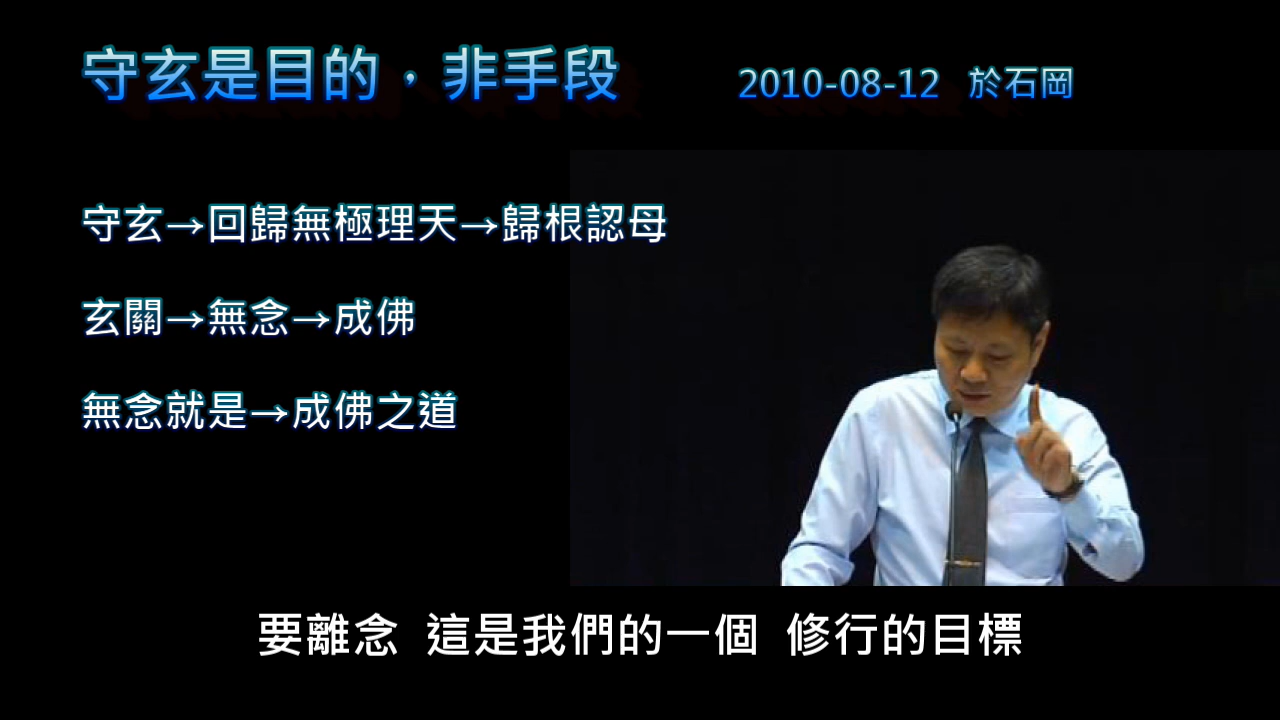 守玄是目的，非手段
2010-08-12 於石岡
守玄→回歸無極理天→歸根認母
玄關→無念→成佛
無念就是→成佛之道
要離念 這是我們的一個 修行的目標